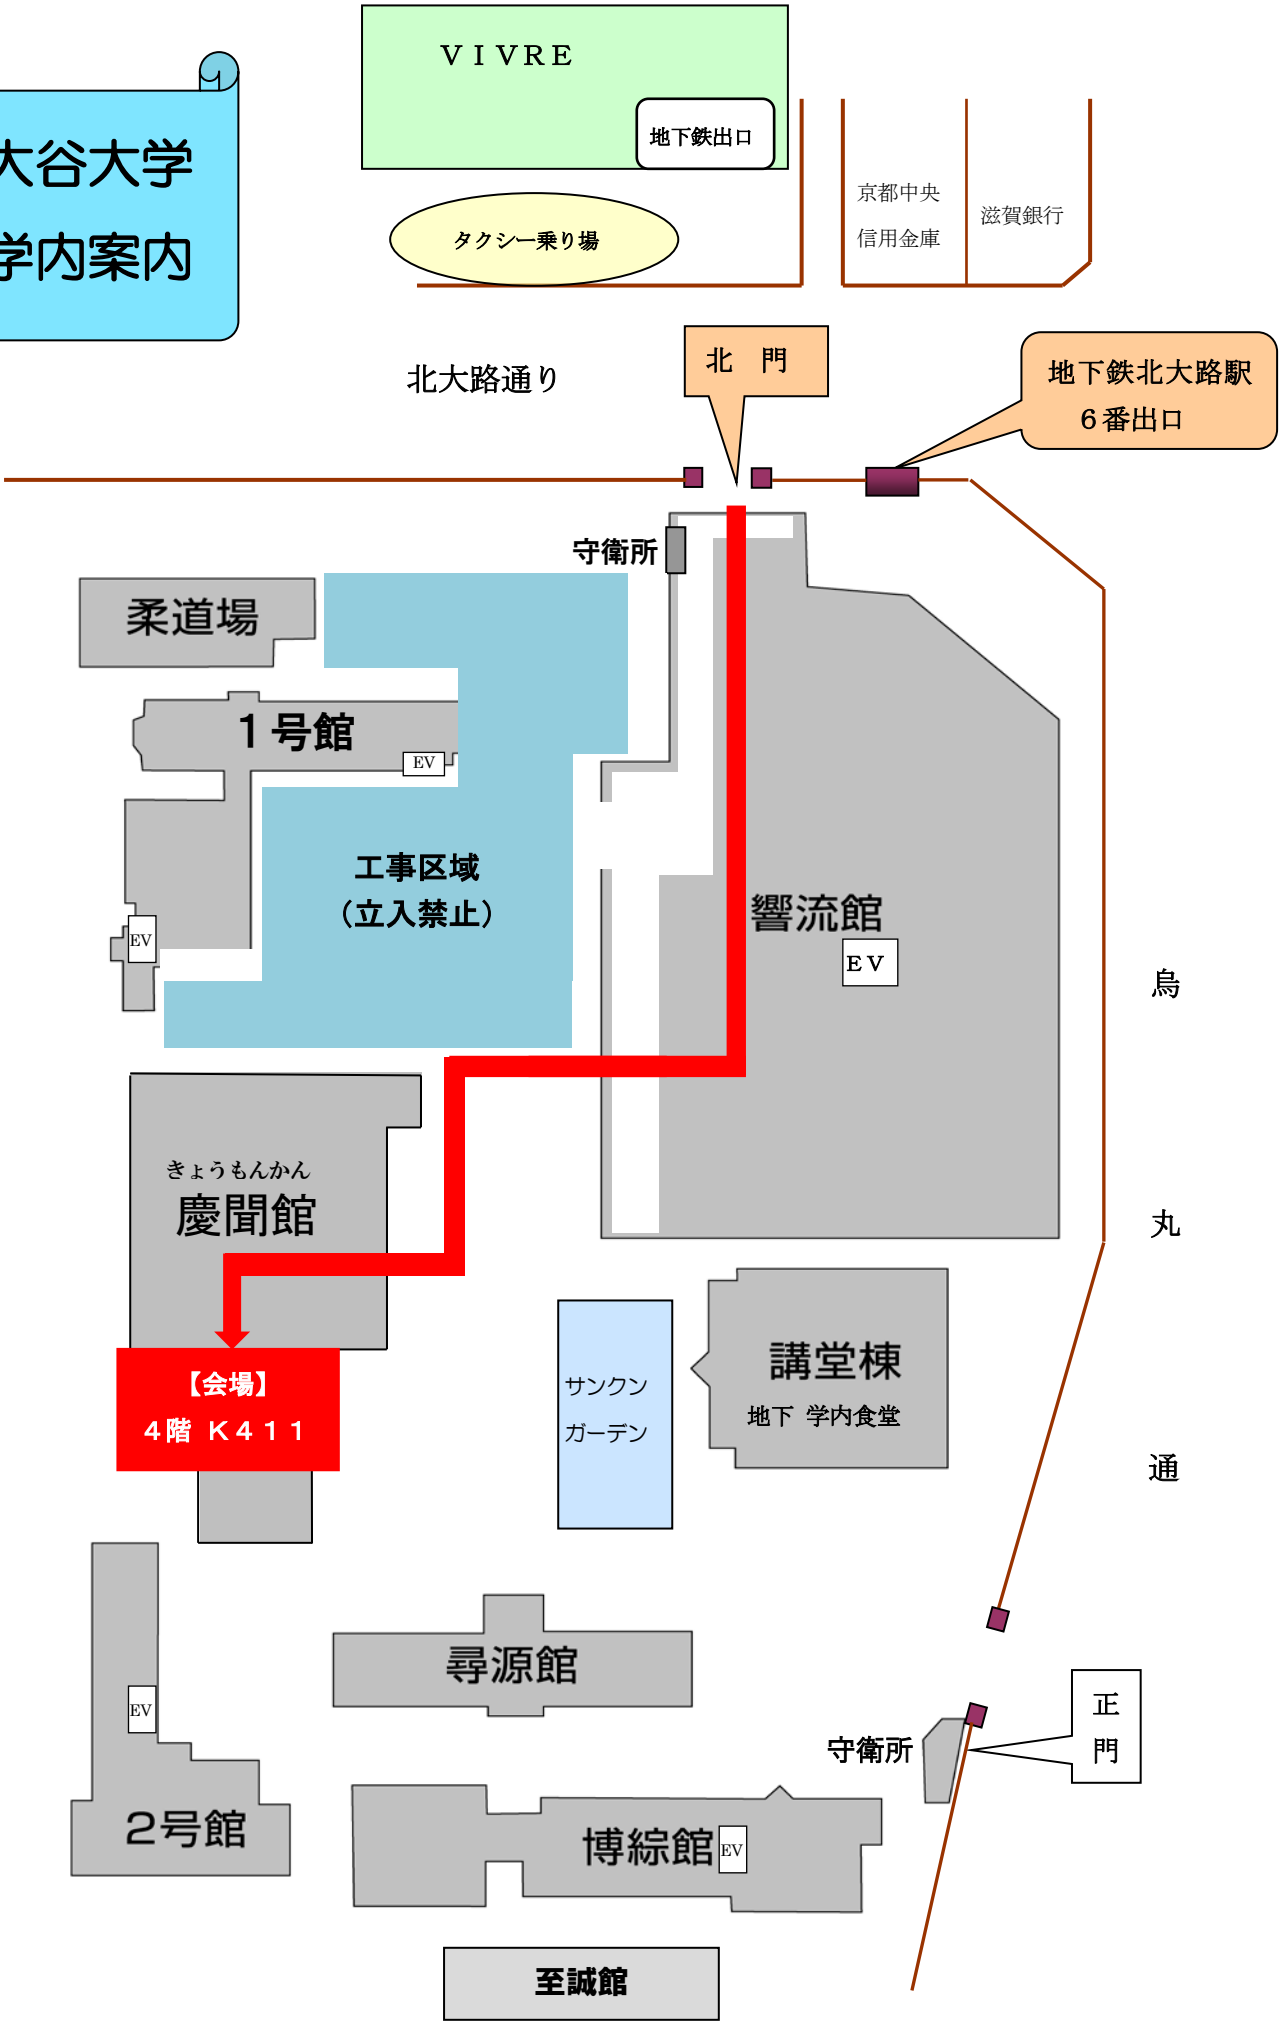 ＶＩＶＲＥ
地下鉄出口
大谷大学
学内案内
タクシー乗り場
京都中央
信用金庫
滋賀銀行
北大路通り
北　門
地下鉄北大路駅
６番出口
守衛所
柔道場
１号館
EV
工事区域
（立入禁止）
EV
響流館
ＥＶ
烏
丸
通
きょうもんかん
慶聞館
【会場】
４階 Ｋ４１１
サンクン
ガーデン
講堂棟
地下 学内食堂
尋源館
EV
２号館
守衛所
正
門
博綜館
EV
至誠館